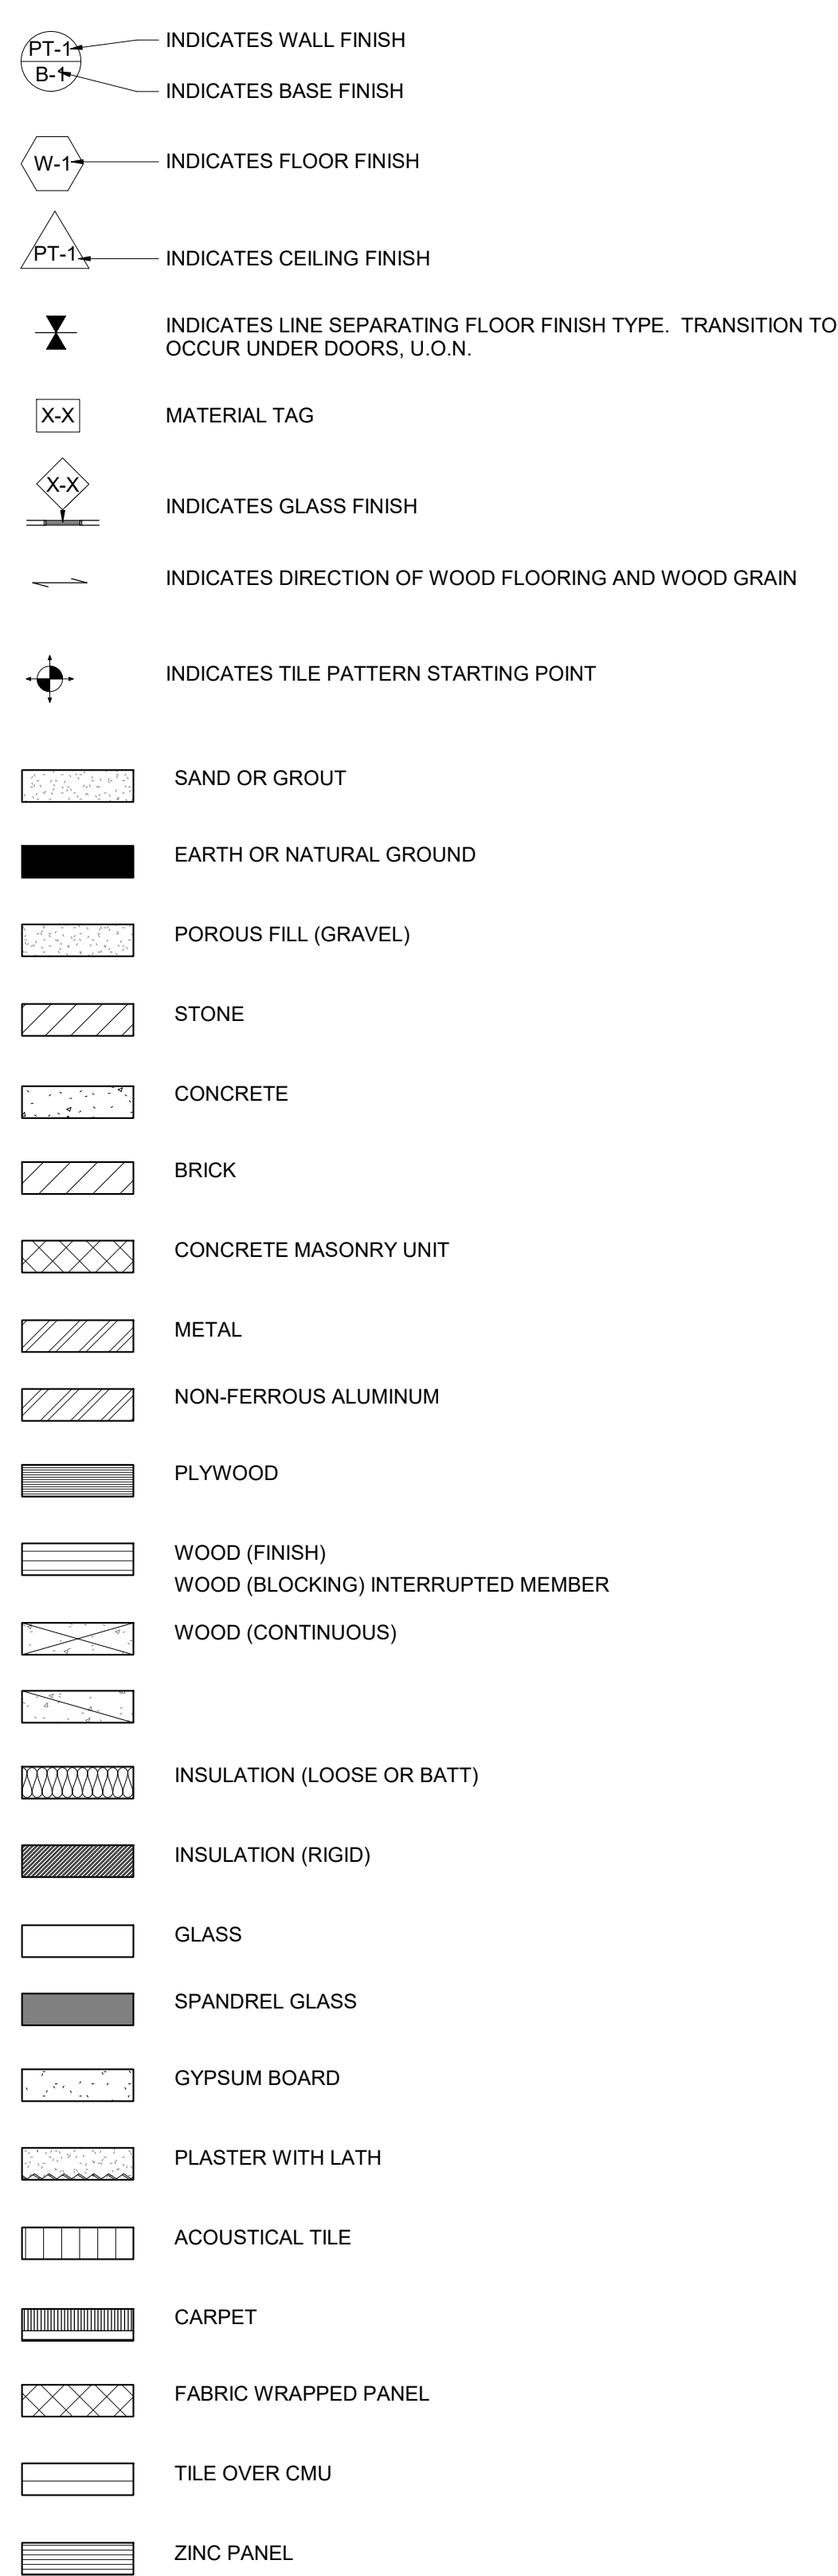 PT-1
INDICATES WALL FINISH
B-1
INDICATES BASE FINISH
W-1
INDICATES FLOOR FINISH
PT-1
INDICATES CEILING FINISH
INDICATES LINE SEPARATING FLOOR FINISH TYPE. TRANSITION TO
OCCUR UNDER DOORS, U.O.N.
X-X
MATERIAL TAG
X-X
INDICATES GLASS FINISH
INDICATES DIRECTION OF WOOD FLOORING AND WOOD GRAIN
INDICATES TILE PATTERN STARTING POINT
SAND OR GROUT
EARTH OR NATURAL GROUND
POROUS FILL (GRAVEL)
STONE
CONCRETE
BRICK
CONCRETE MASONRY UNIT
METAL
NON-FERROUS ALUMINUM
PLYWOOD
WOOD (FINISH)
WOOD (BLOCKING) INTERRUPTED MEMBER
WOOD (CONTINUOUS)
INSULATION (LOOSE OR BATT)
INSULATION (RIGID)
GLASS
SPANDREL GLASS
GYPSUM BOARD
PLASTER WITH LATH
ACOUSTICAL TILE
CARPET
FABRIC WRAPPED PANEL
TILE OVER CMU
ZINC PANEL